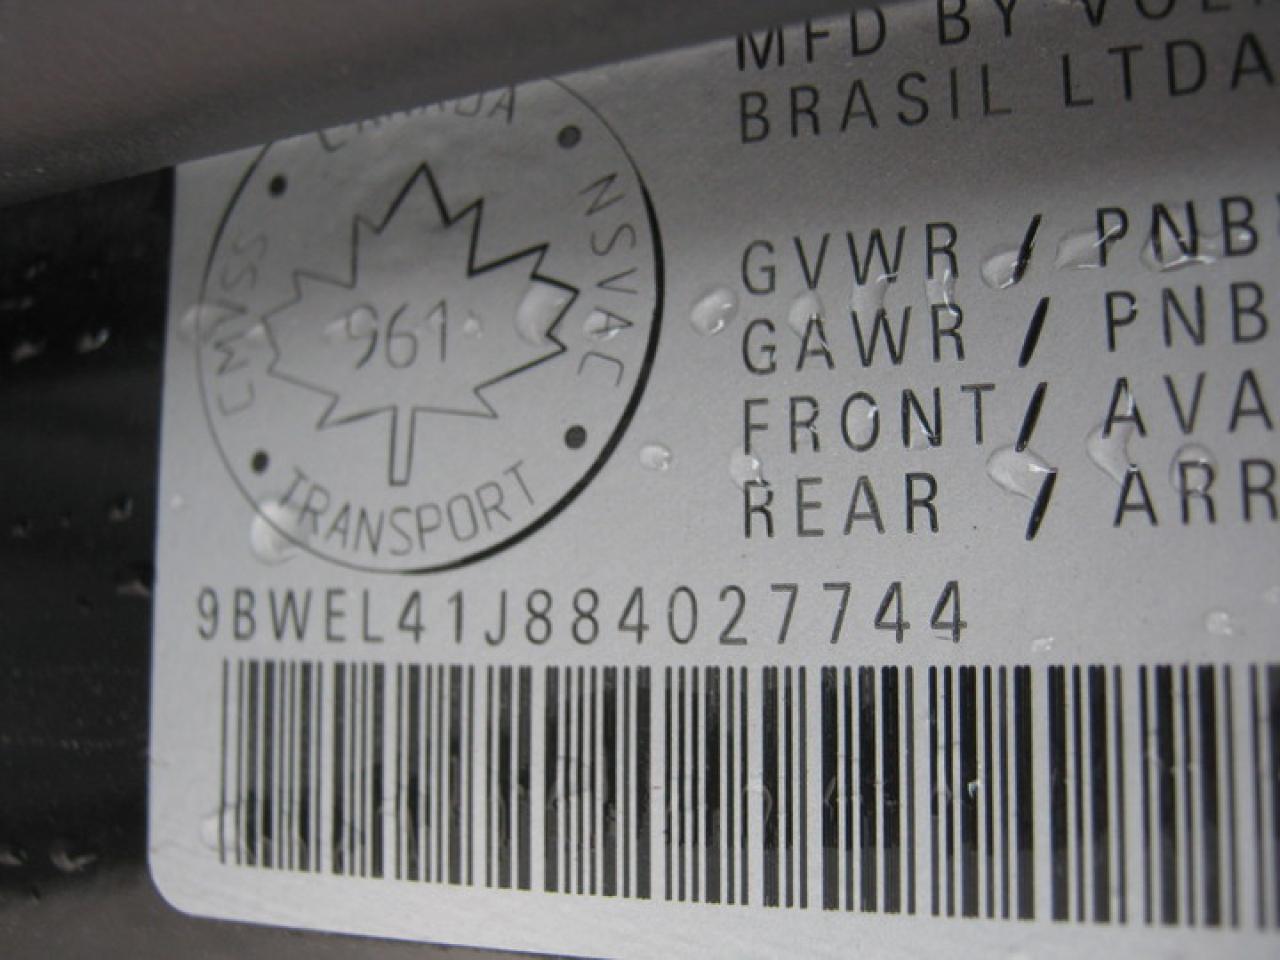 MFD BY
BRASIL LTDA
CANADA
NSVAC
CMVSS
961
TRANSPORT
GVWR / PNB
GAWR / PNB
FRONT / AVA
REAR / ARR
9BWEL41J884027744